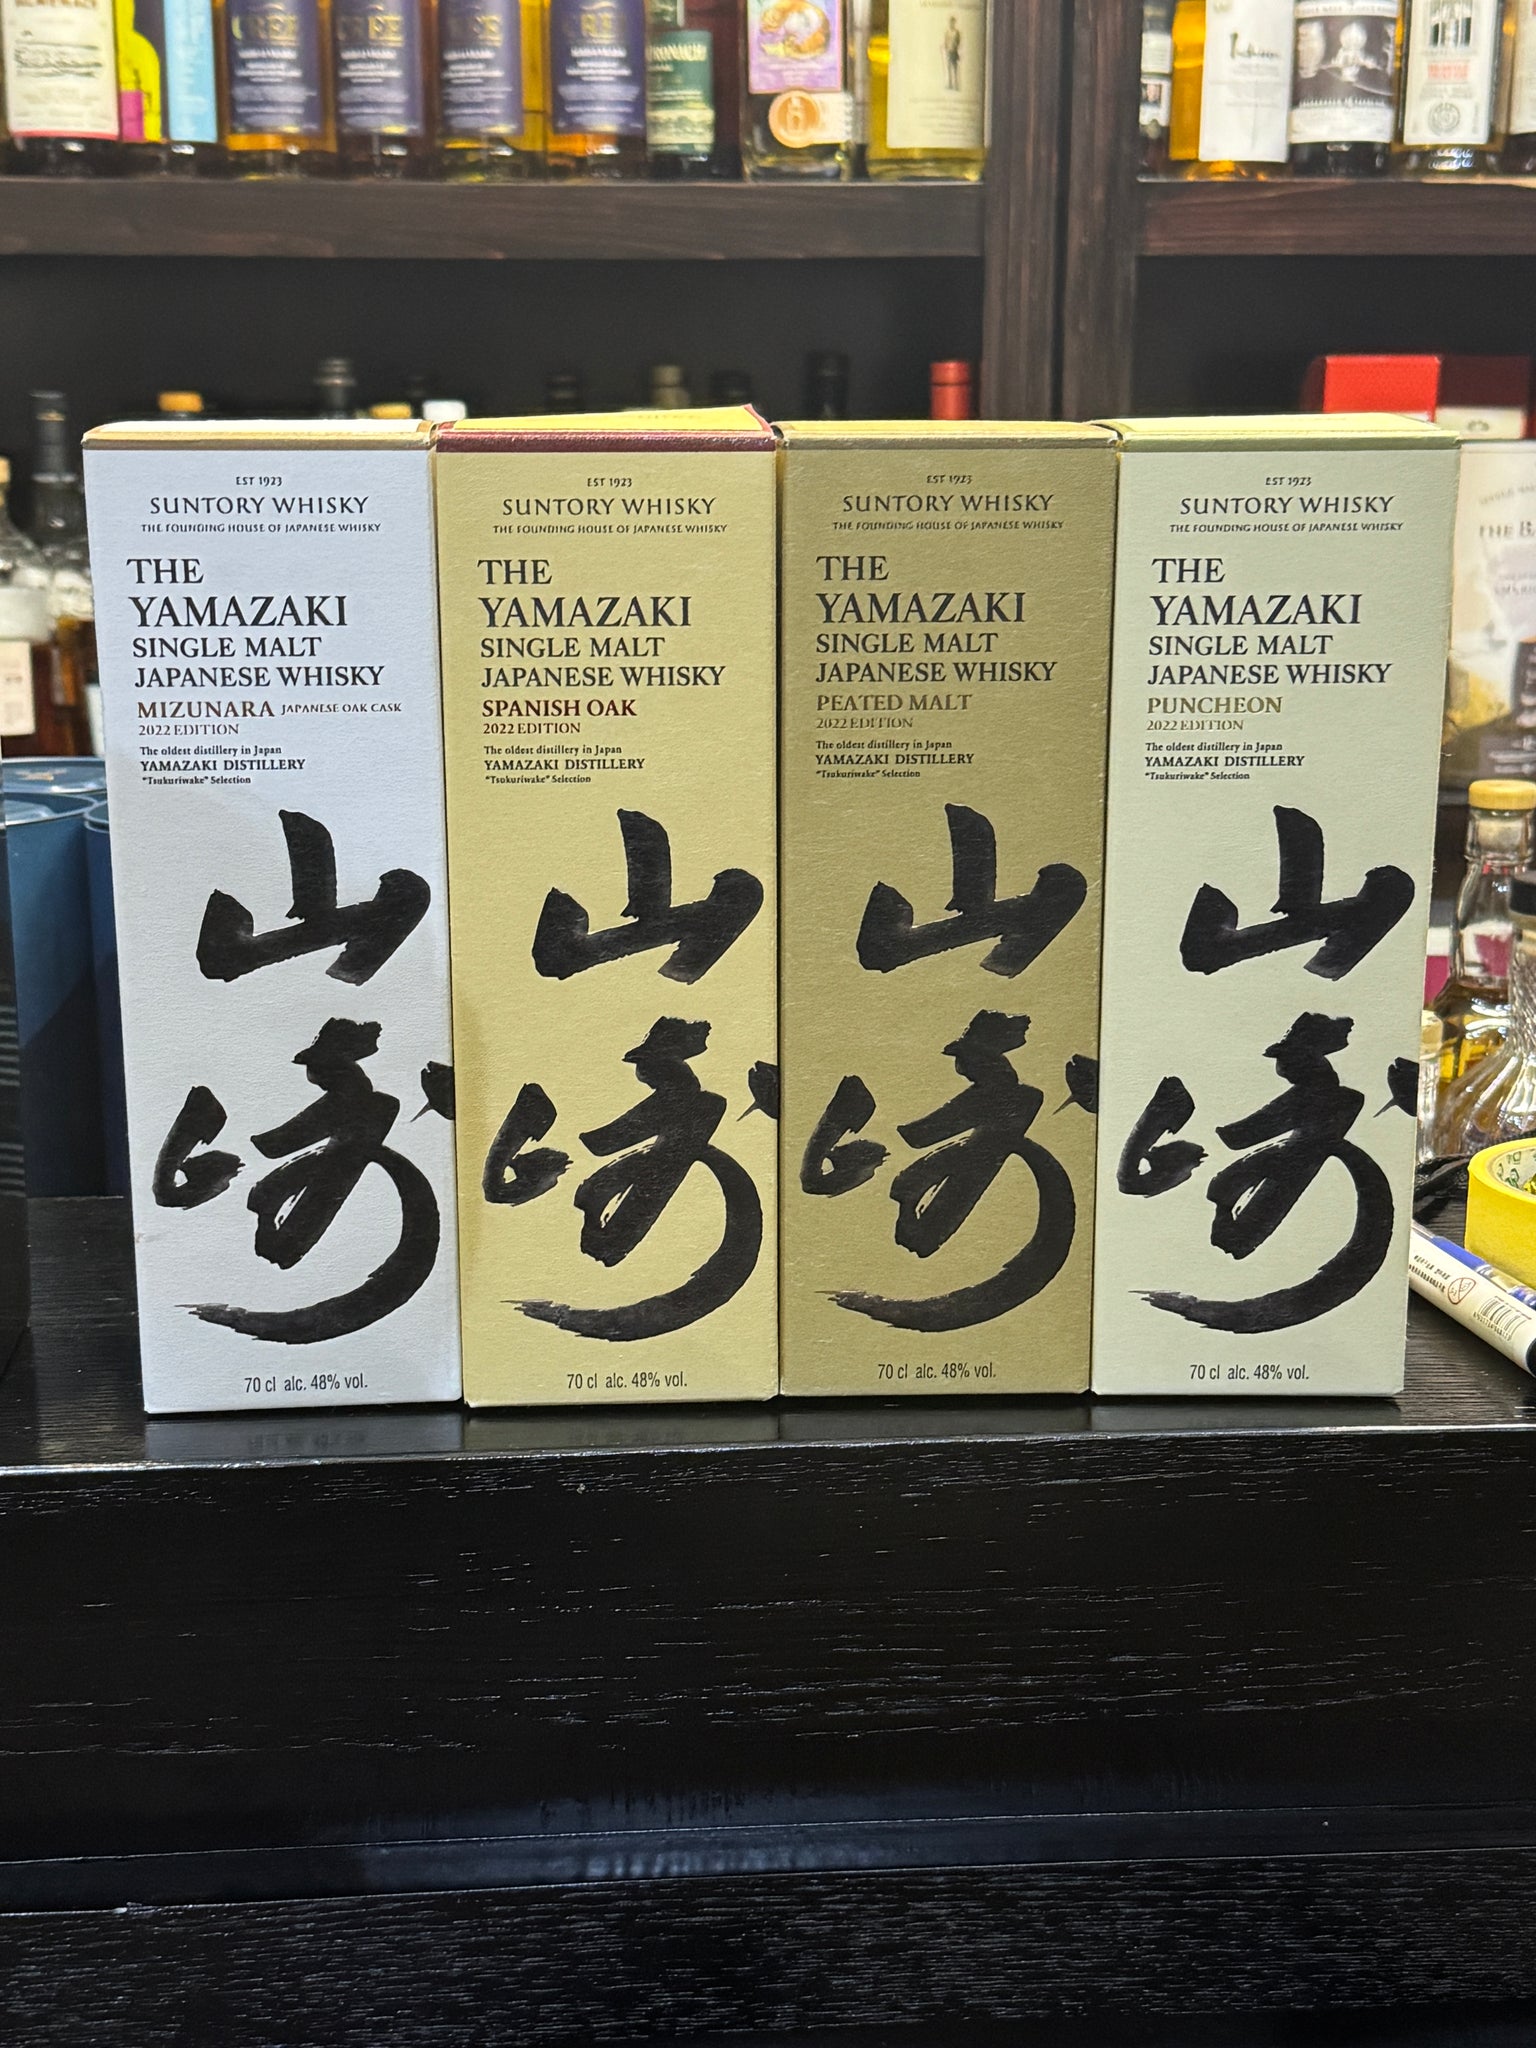 EST 1923
SUNTORY WHISKY
THE FOUNDING HOUSE OF JAPANESE WHISKY
THE
YAMAZAKI
SINGLE MALT
JAPANESE WHISKY
MIZUNARA JAPANESE OAK CASK
2022 EDITION
The oldest distillery in Japan
YAMAZAKI DISTILLERY
"Tsukuriwake" Selection
山
崎
70 cl alc. 48% vol.
EST 1923
SUNTORY WHISKY
THE FOUNDING HOUSE OF JAPANESE WHISKY
THE
YAMAZAKI
SINGLE MALT
JAPANESE WHISKY
SPANISH OAK
2022 EDITION
The oldest distillery in Japan
YAMAZAKI DISTILLERY
"Tsukuriwake" Selection
山
崎
70 cl alc. 48% vol.
EST 1923
SUNTORY WHISKY
THE FOUNDING HOUSE OF JAPANESE WHISKY
THE
YAMAZAKI
SINGLE MALT
JAPANESE WHISKY
PEATED MALT
2022 EDITION
The oldest distillery in Japan
YAMAZAKI DISTILLERY
"Tsukuriwake" Selection
山
崎
70 cl alc. 48% vol.
EST 1923
SUNTORY WHISKY
THE FOUNDING HOUSE OF JAPANESE WHISKY
THE
YAMAZAKI
SINGLE MALT
JAPANESE WHISKY
PUNCHEON
2022 EDITION
The oldest distillery in Japan
YAMAZAKI DISTILLERY
"Tsukuriwake" Selection
山
崎
70 cl alc. 48% vol.